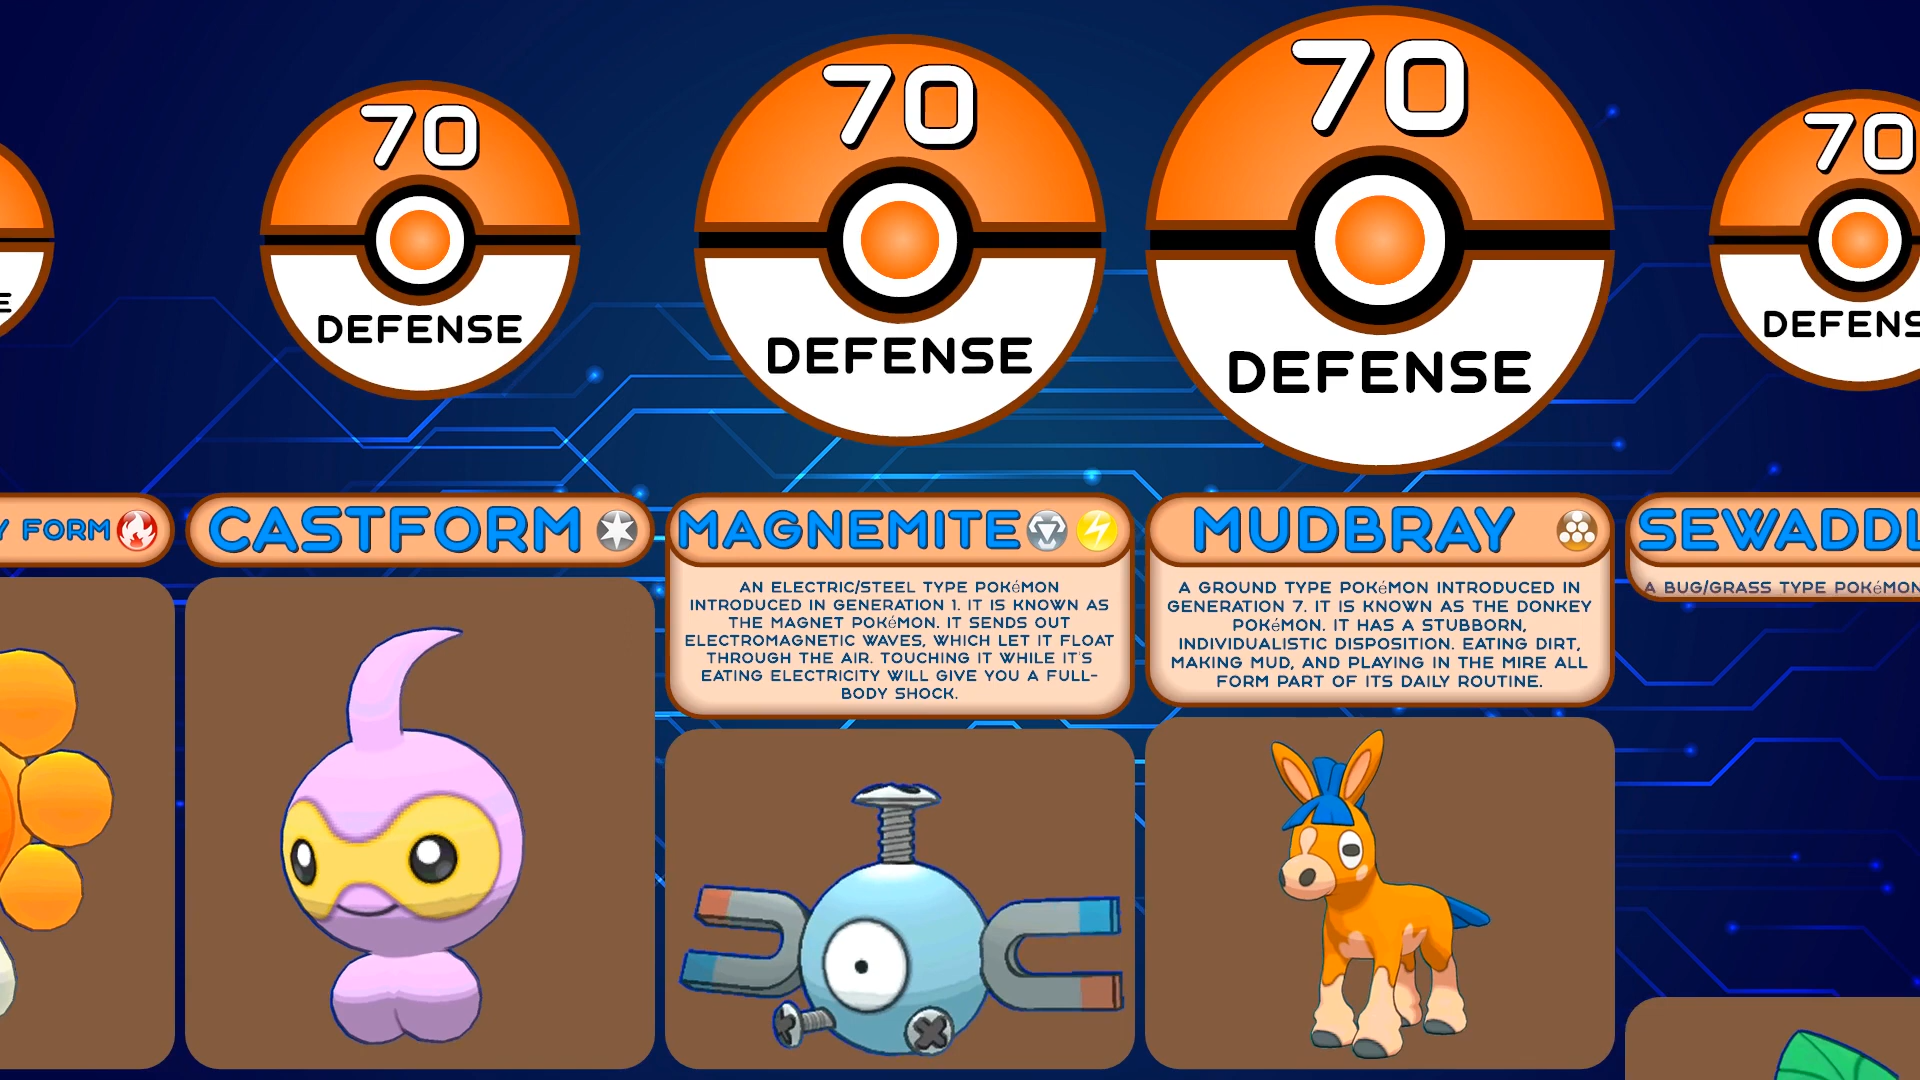 70
DEFENSE
70
DEFENSE
70
DEFENSE
70
DEFENS
E
Y FORM
CASTFORM
MAGNEMITE
AN ELECTRIC/STEEL TYPE POKéMON
INTRODUCED IN GENERATION 1. IT IS KNOWN AS
THE MAGNET POKéMON. IT SENDS OUT
ELECTROMAGNETIC WAVES, WHICH LET IT FLOAT
THROUGH THE AIR. TOUCHING IT WHILE IT'S
EATING ELECTRICITY WILL GIVE YOU A FULL-
BODY SHOCK.
MUDBRAY
A GROUND TYPE POKéMON INTRODUCED IN
GENERATION 7. IT IS KNOWN AS THE DONKEY
POKéMON. IT HAS A STUBBORN,
INDIVIDUALISTIC DISPOSITION. EATING DIRT,
MAKING MUD, AND PLAYING IN THE MIRE ALL
FORM PART OF ITS DAILY ROUTINE.
SEWADDL
A BUG/GRASS TYPE POKéMON